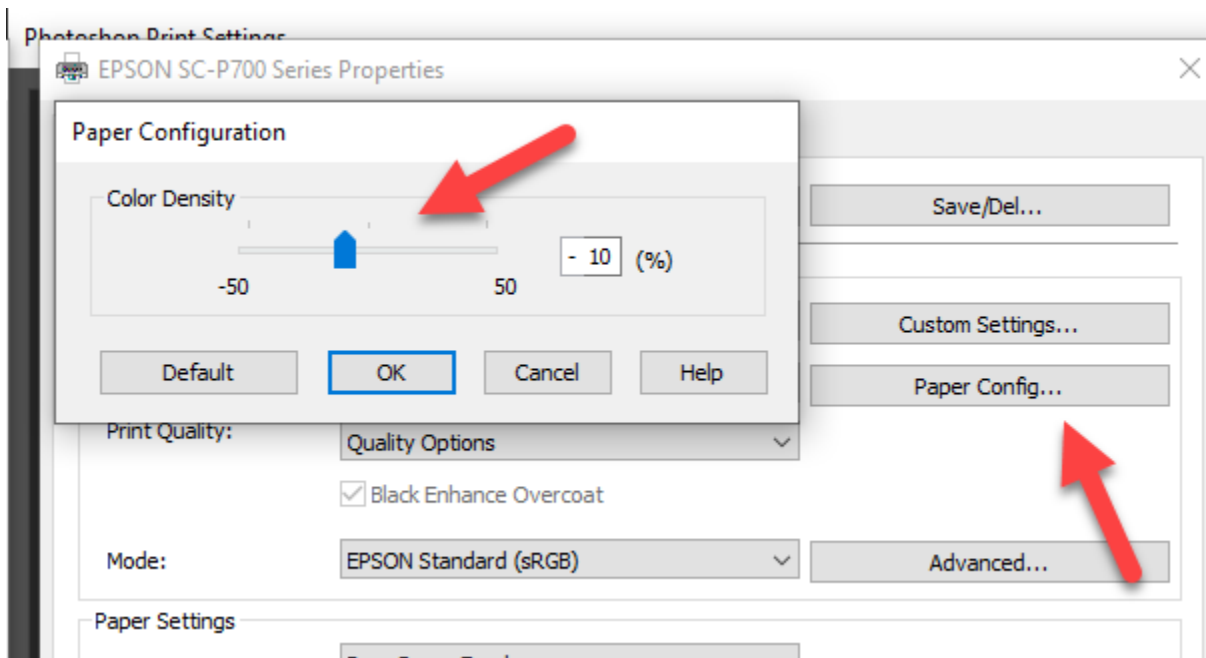 Photoshop Print Settings
EPSON SC-P700 Series Properties
Paper Configuration
Color Density
- 10 (%)
-50 50
Default OK Cancel Help
Save/Del...
Custom Settings...
Paper Config...
Print Quality: Quality Options
Black Enhance Overcoat
Mode: EPSON Standard (sRGB) Advanced...
Paper Settings